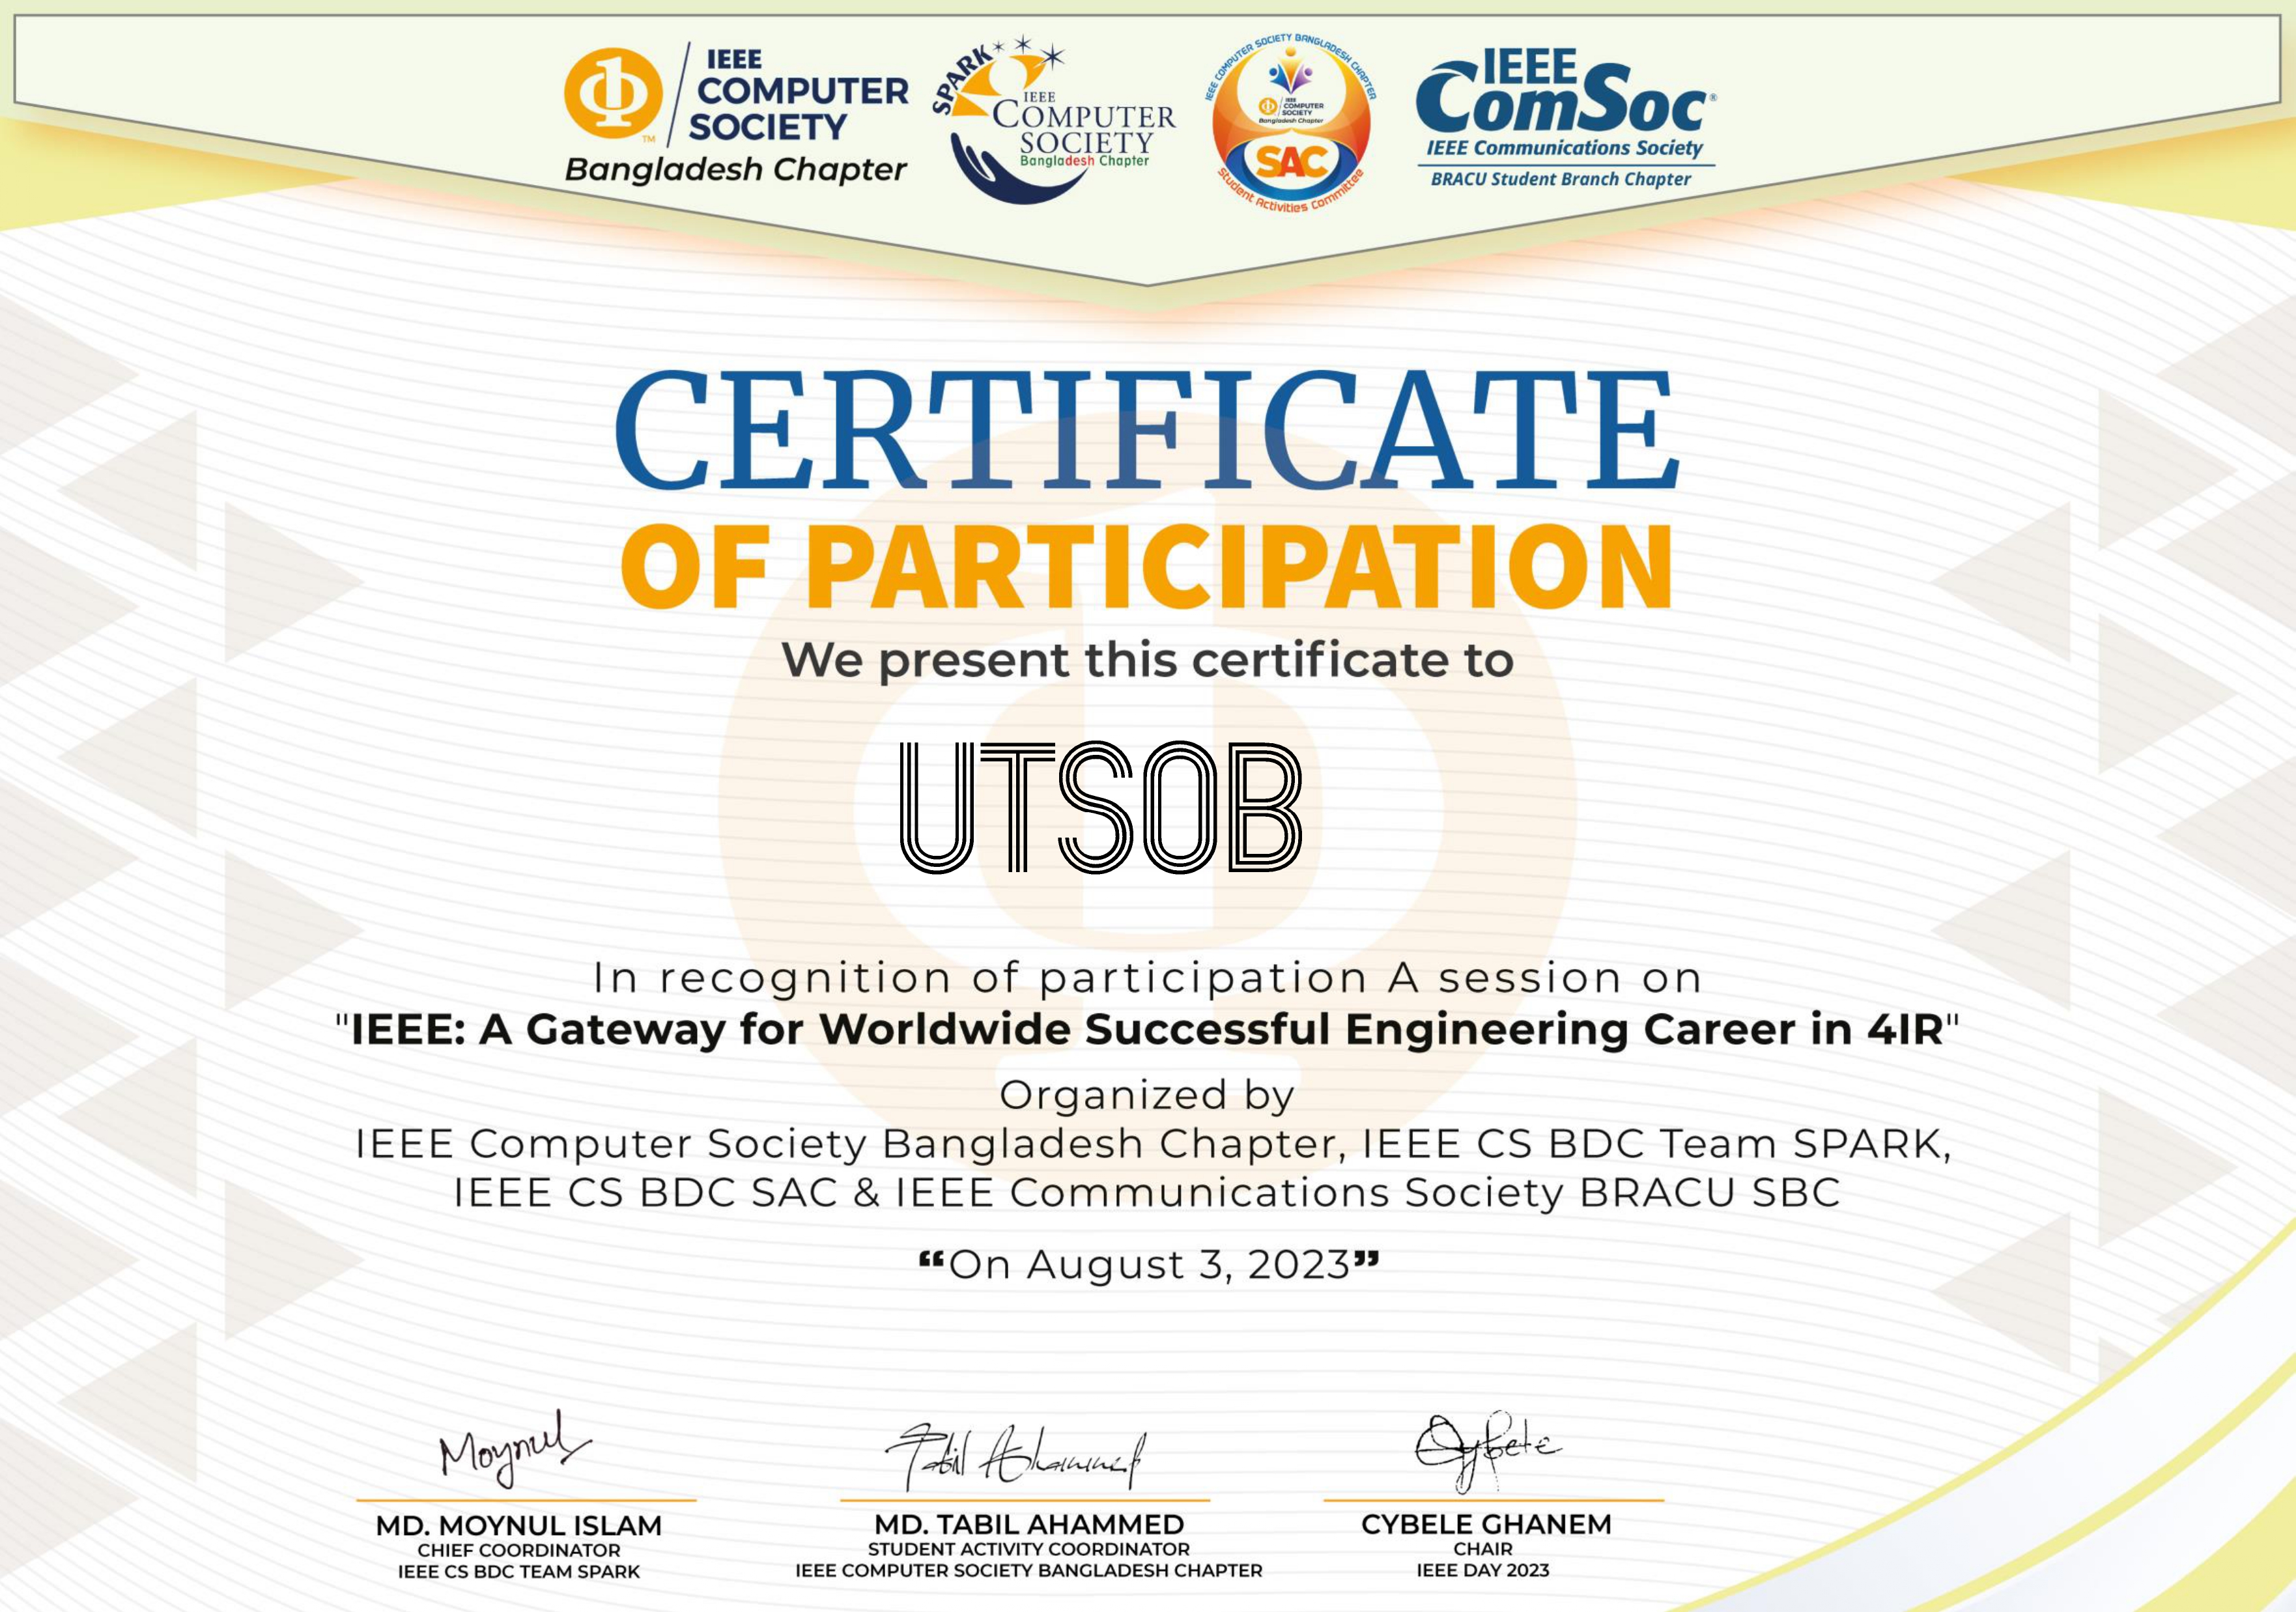 IEEE
COMPUTER
SOCIETY
TM
Bangladesh Chapter
SPARK
IEEE
COMPUTER
SOCIETY
Bangladesh Chapter
IEEE COMPUTER SOCIETY BANGLADESH CHAPTER
IEEE
COMPUTER
SOCIETY
Bangladesh Chapter
SAC
Student Activities Committee
IEEE
ComSoc®
IEEE Communications Society
BRACU Student Branch Chapter
CERTIFICATE
OF PARTICIPATION
We present this certificate to
UTSOB
In recognition of participation A session on
"IEEE: A Gateway for Worldwide Successful Engineering Career in 4IR"
Organized by
IEEE Computer Society Bangladesh Chapter, IEEE CS BDC Team SPARK,
IEEE CS BDC SAC & IEEE Communications Society BRACU SBC
“On August 3, 2023”
Moynul
Tabil Ahammed
Cybele
MD. MOYNUL ISLAM
CHIEF COORDINATOR
IEEE CS BDC TEAM SPARK
MD. TABIL AHAMMED
STUDENT ACTIVITY COORDINATOR
IEEE COMPUTER SOCIETY BANGLADESH CHAPTER
CYBELE GHANEM
CHAIR
IEEE DAY 2023